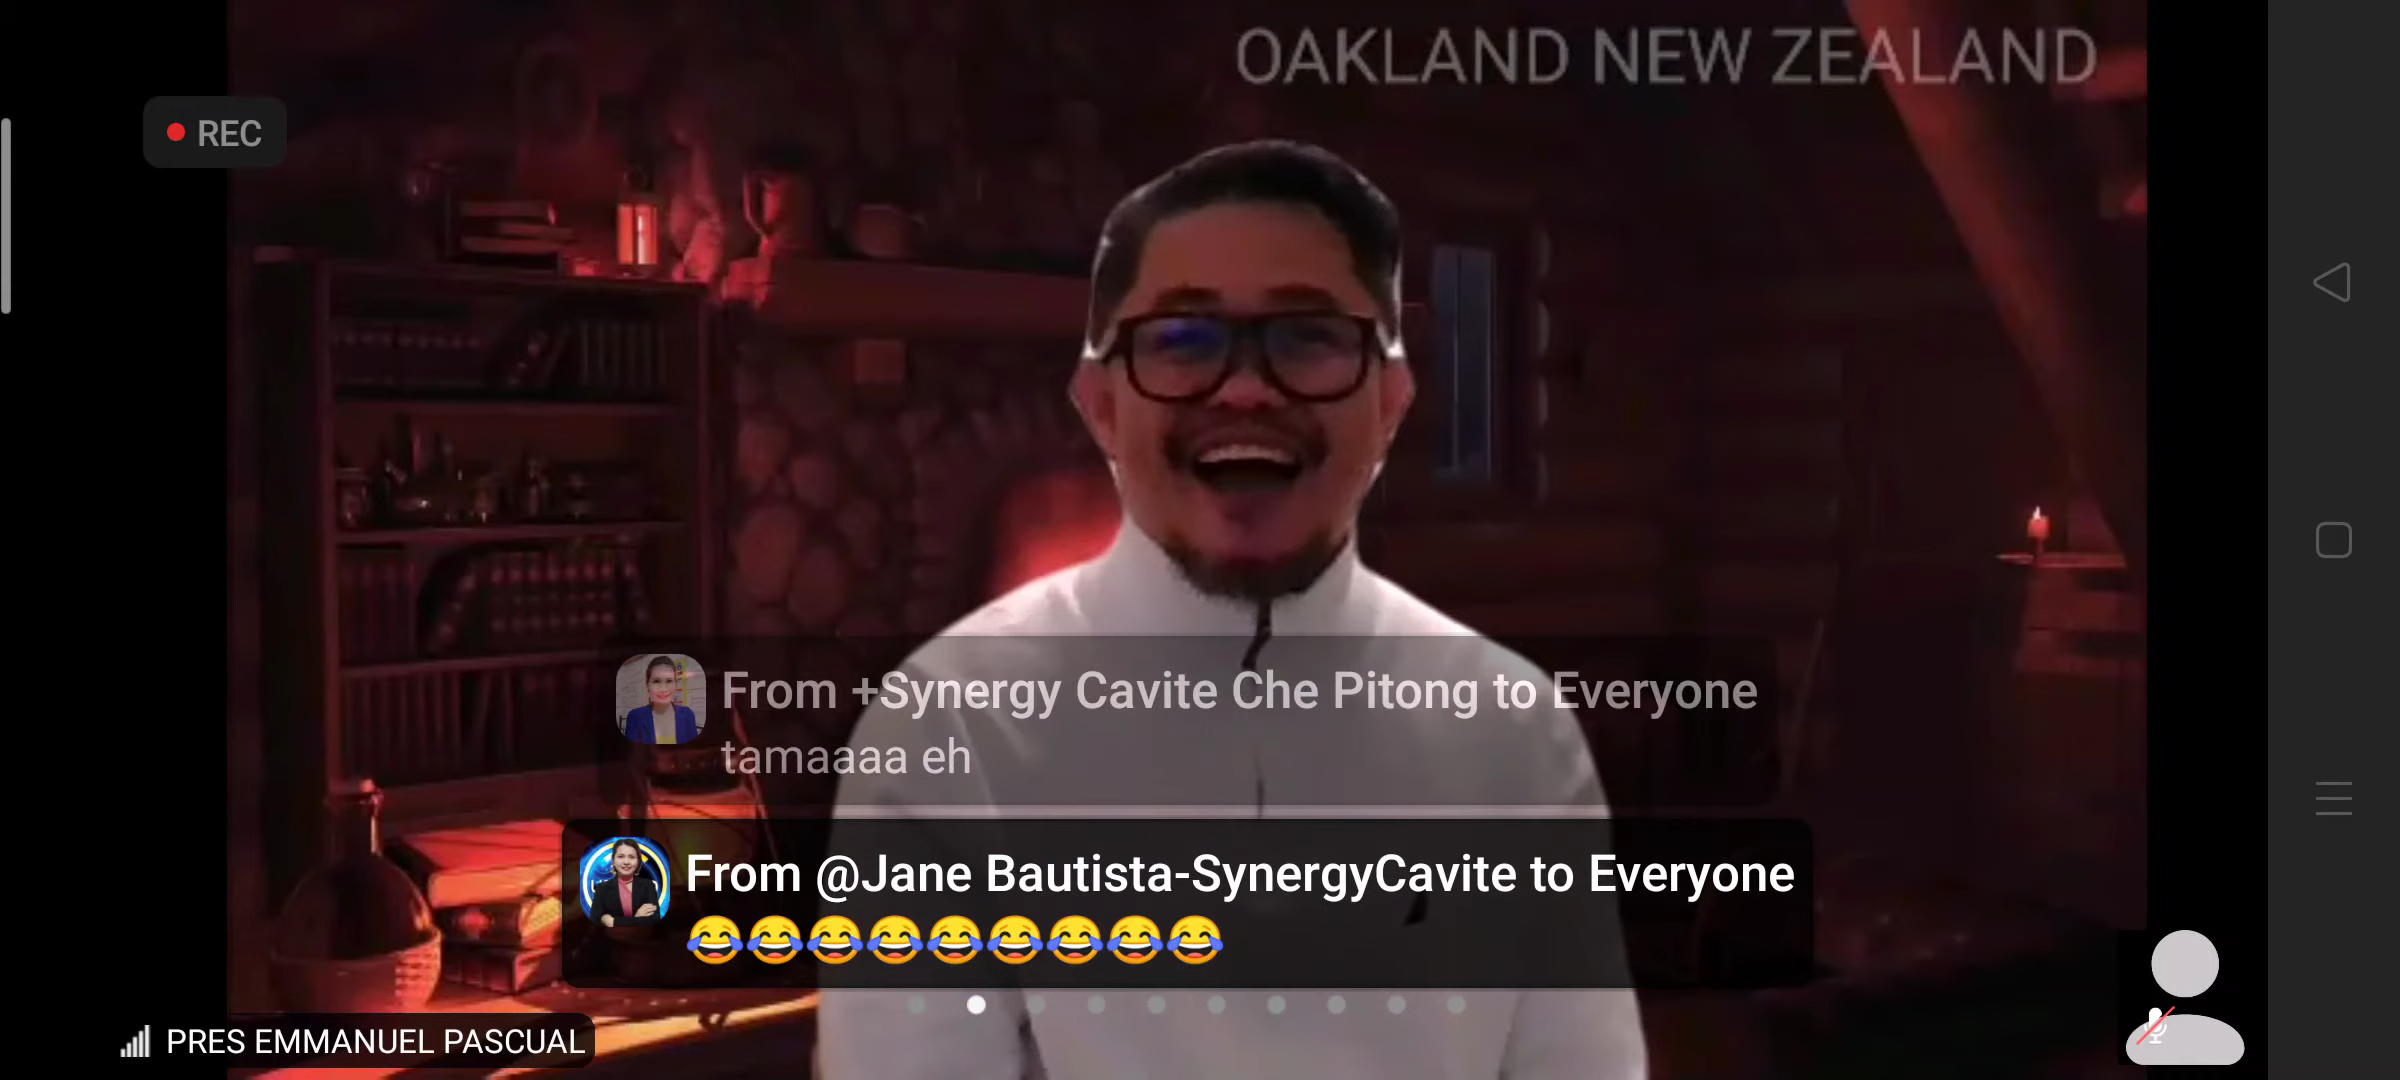 OAKLAND NEW ZEALAND
REC
From +Synergy Cavite Che Pitong to Everyone
tamaaaa eh
From @Jane Bautista-SynergyCavite to Everyone
😂😂😂😂😂😂😂😂😂
PRES EMMANUEL PASCUAL